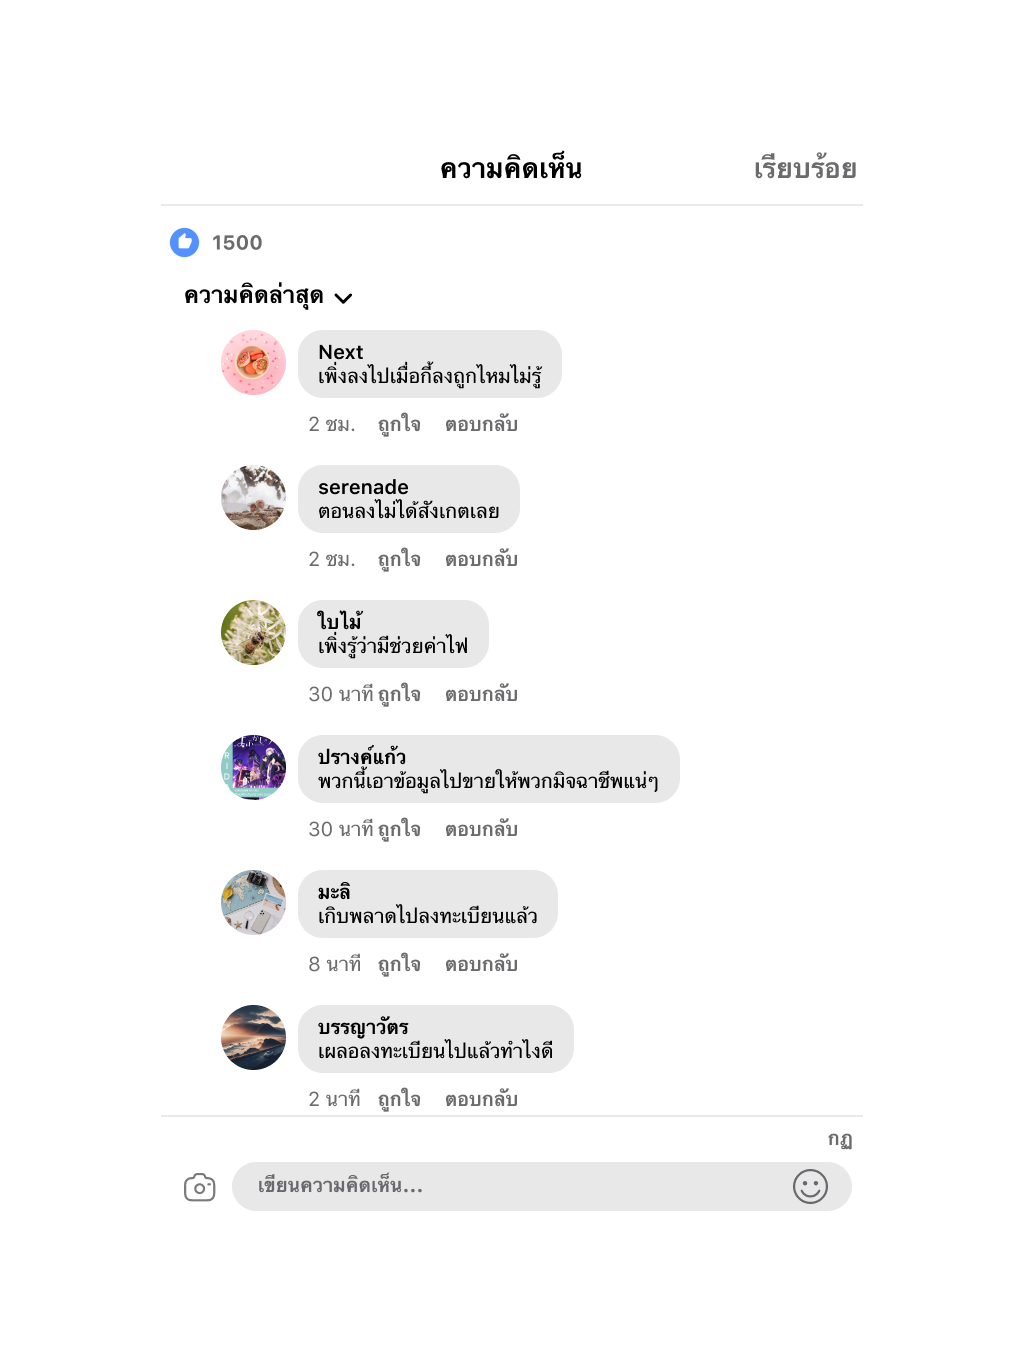 ความคิดเห็น
เรียบร้อย
1500
ความคิดล่าสุด
Next
เพิ่งลงไปเมื่อกี้ลงถูกไหมไม่รู้
2 ชม. ถูกใจ ตอบกลับ
serenade
ตอนลงไม่ได้สังเกตเลย
2 ชม. ถูกใจ ตอบกลับ
ใบไม้
เพิ่งรู้ว่ามีช่วยค่าไฟ
30 นาที ถูกใจ ตอบกลับ
ปรางค์แก้ว
พวกนี้เอาข้อมูลไปขายให้พวกมิจฉาชีพแน่ๆ
30 นาที ถูกใจ ตอบกลับ
มะลิ
เกิบพลาดไปลงทะเบียนแล้ว
8 นาที ถูกใจ ตอบกลับ
บรรญาวัตร
เผลอลงทะเบียนไปแล้วทำไงดี
2 นาที ถูกใจ ตอบกลับ
กฏ
เขียนความคิดเห็น...